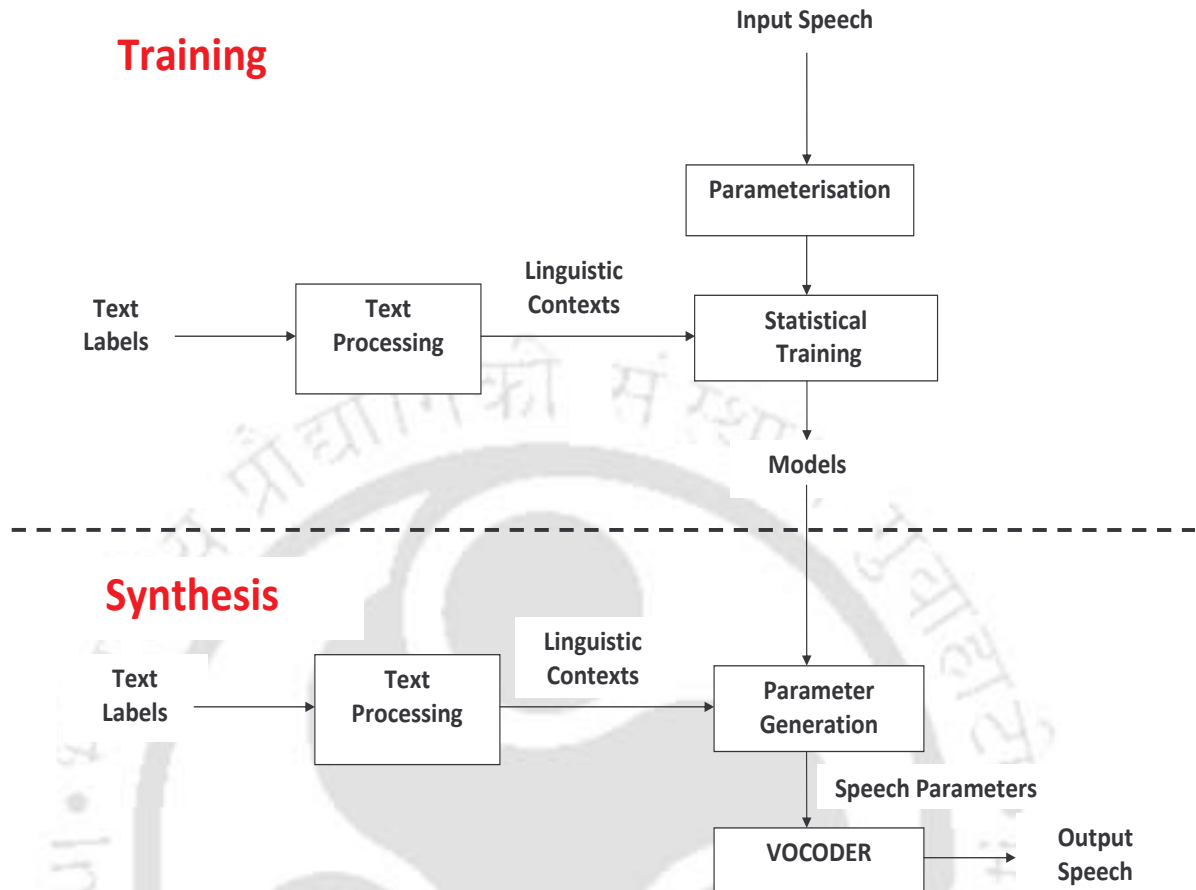 Input Speech
Training
Parameterisation
Linguistic
Contexts
Text
Labels
Text
Processing
Statistical
Training
Models
Synthesis
Linguistic
Contexts
Text
Labels
Text
Processing
Parameter
Generation
Speech Parameters
VOCODER
Output
Speech